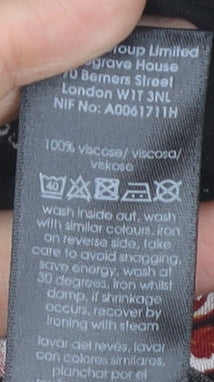 roup Limited
grave House
70 Berners Street
London W1T 3NL
NIF No: A0061711H
100% viscose/ viscosa/
viskose
40
wash inside out, wash
with similar colours, iron
on reverse side, take
care to avoid snagging,
save energy, wash at
30 degrees, iron whilst
damp, if shrinkage
occurs, recover by
ironing with steam
lavar del revés, lavar
con colores similares,
planchar por el